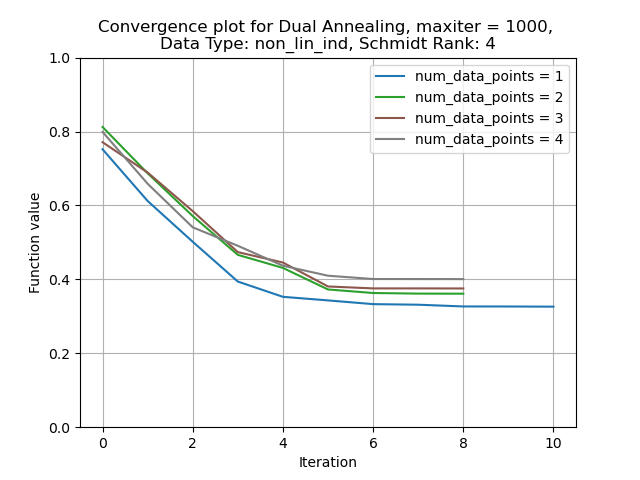 Convergence plot for Dual Annealing, maxiter = 1000,
Data Type: non_lin_ind, Schmidt Rank: 4
1.0
0.8
0.6
0.4
0.2
0.0
Function value
num_data_points = 1
num_data_points = 2
num_data_points = 3
num_data_points = 4
0 2 4 6 8 10
Iteration